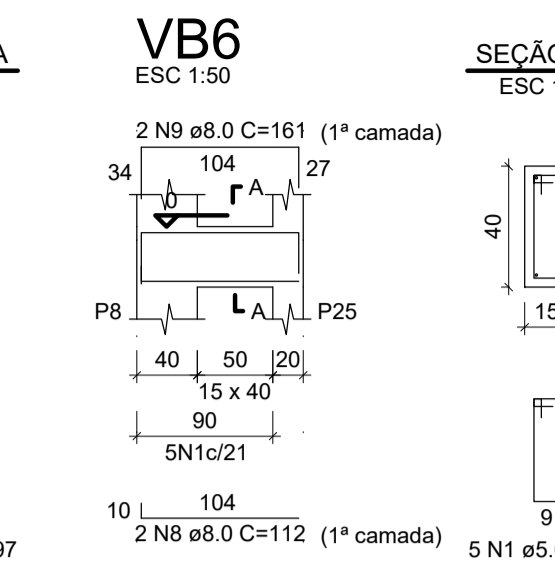 A
VB6
ESC 1:50
SEÇÃO
ESC 1
2 N9 ø8.0 C=161 (1ª camada)
34
104
27
0
A
40
P8
A
P25
15
40 50 20
15 x 40
90
5N1c/21
10
104
2 N8 ø8.0 C=112 (1ª camada)
9
97
5 N1 ø5.